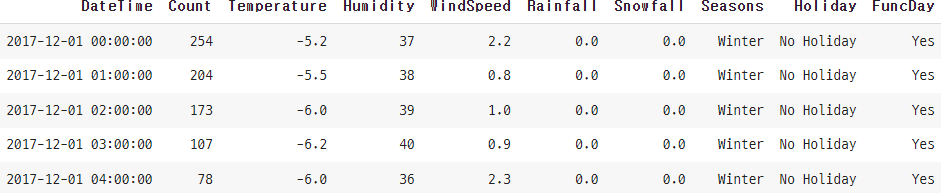 DateTime Count Temperature Humidity WindSpeed Rainfall Snowfall Seasons Holiday FuncDay
2017-12-01 00:00:00 254 -5.2 37 2.2 0.0 0.0 Winter No Holiday Yes
2017-12-01 01:00:00 204 -5.5 38 0.8 0.0 0.0 Winter No Holiday Yes
2017-12-01 02:00:00 173 -6.0 39 1.0 0.0 0.0 Winter No Holiday Yes
2017-12-01 03:00:00 107 -6.2 40 0.9 0.0 0.0 Winter No Holiday Yes
2017-12-01 04:00:00 78 -6.0 36 2.3 0.0 0.0 Winter No Holiday Yes